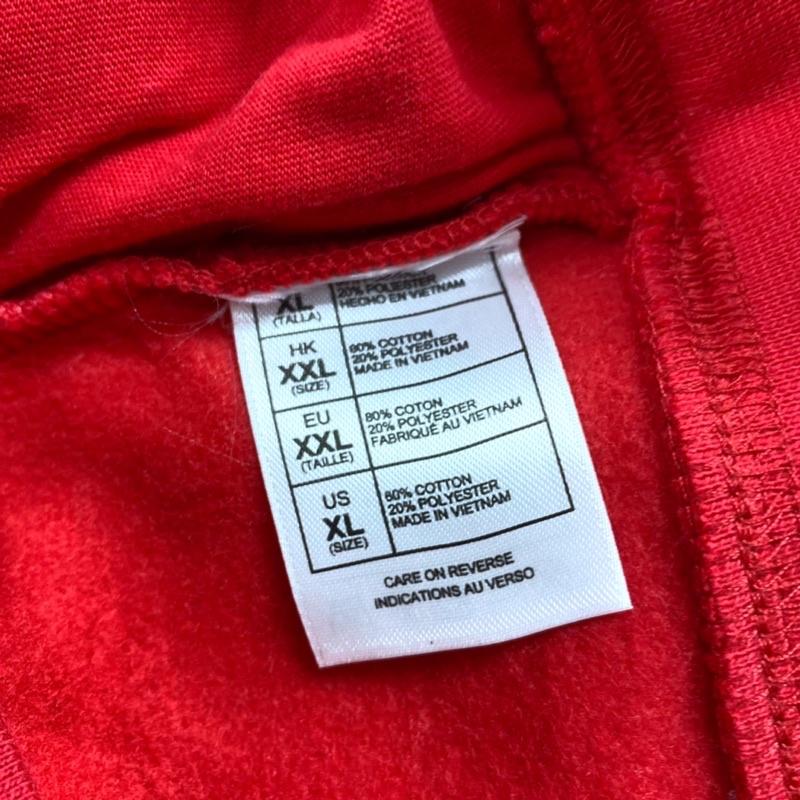 XL
(TALLA)
20% POLIESTER
HECHO EN VIETNAM
HK
XXL
(SIZE)
80% COTTON
20% POLYESTER
MADE IN VIETNAM
EU
XXL
(TAILLE)
80% COTON
20% POLYESTER
FABRIQUÉ AU VIETNAM
US
XL
(SIZE)
80% COTTON
20% POLYESTER
MADE IN VIETNAM
CARE ON REVERSE
INDICATIONS AU VERSO